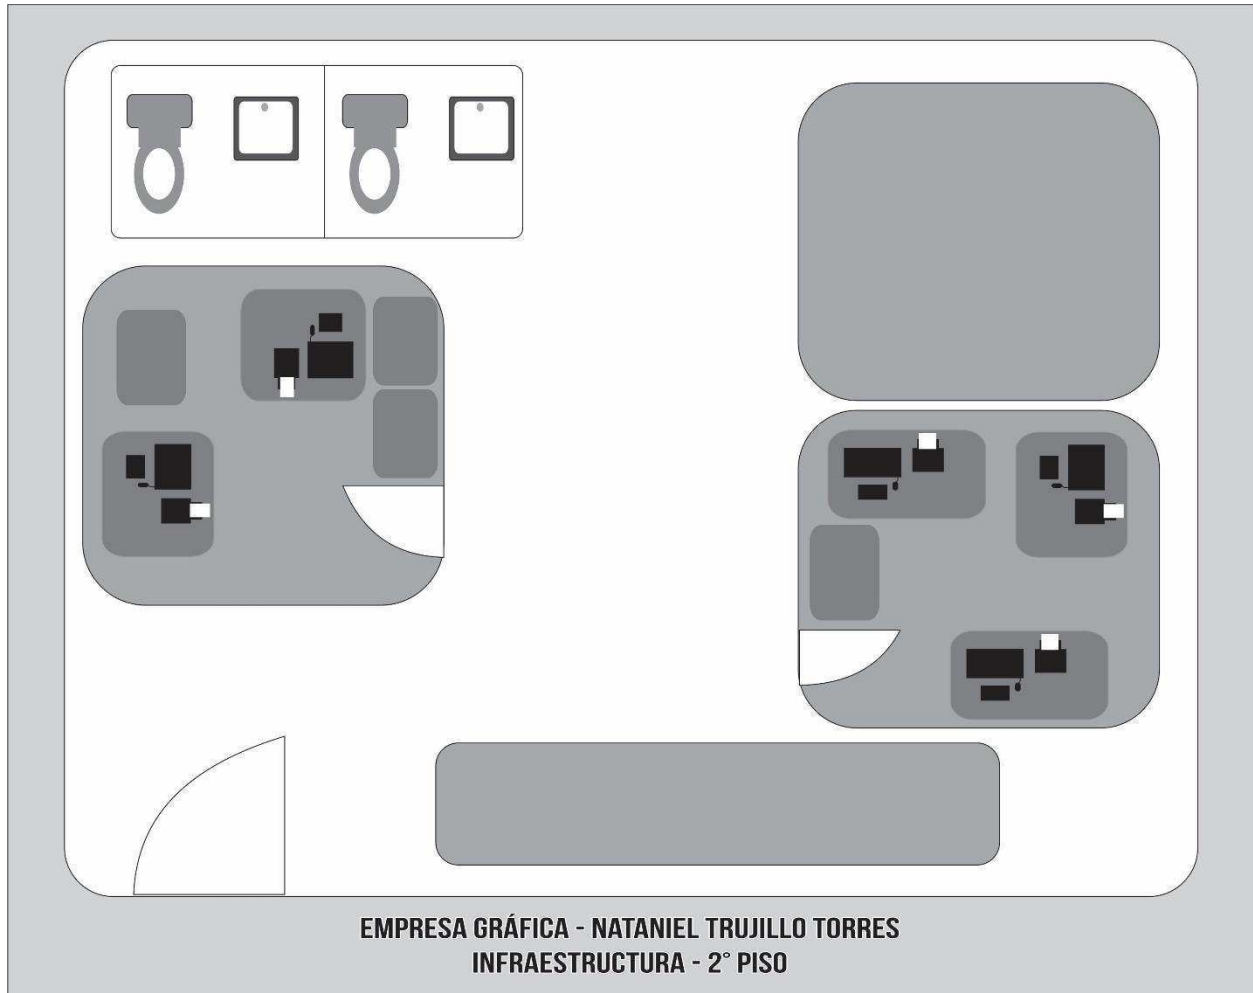 EMPRESA GRÁFICA - NATANIEL TRUJILLO TORRES
INFRAESTRUCTURA - 2° PISO